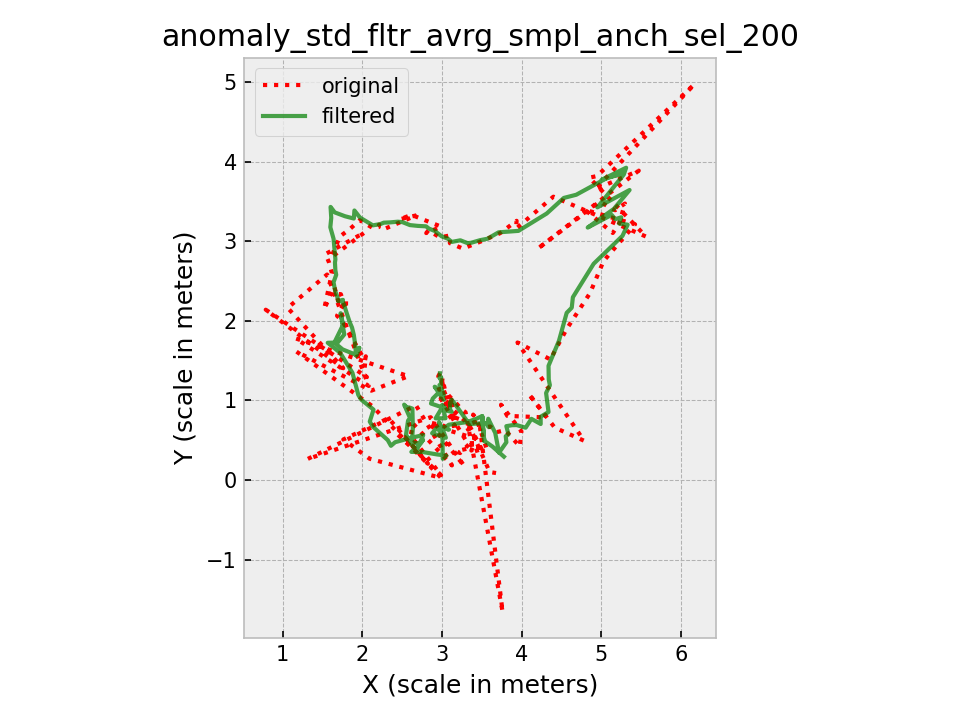 anomaly_std_fltr_avrg_smpl_anch_sel_200
original
filtered
5
4
3
2
1
0
−1
Y (scale in meters)
1 2 3 4 5 6
X (scale in meters)